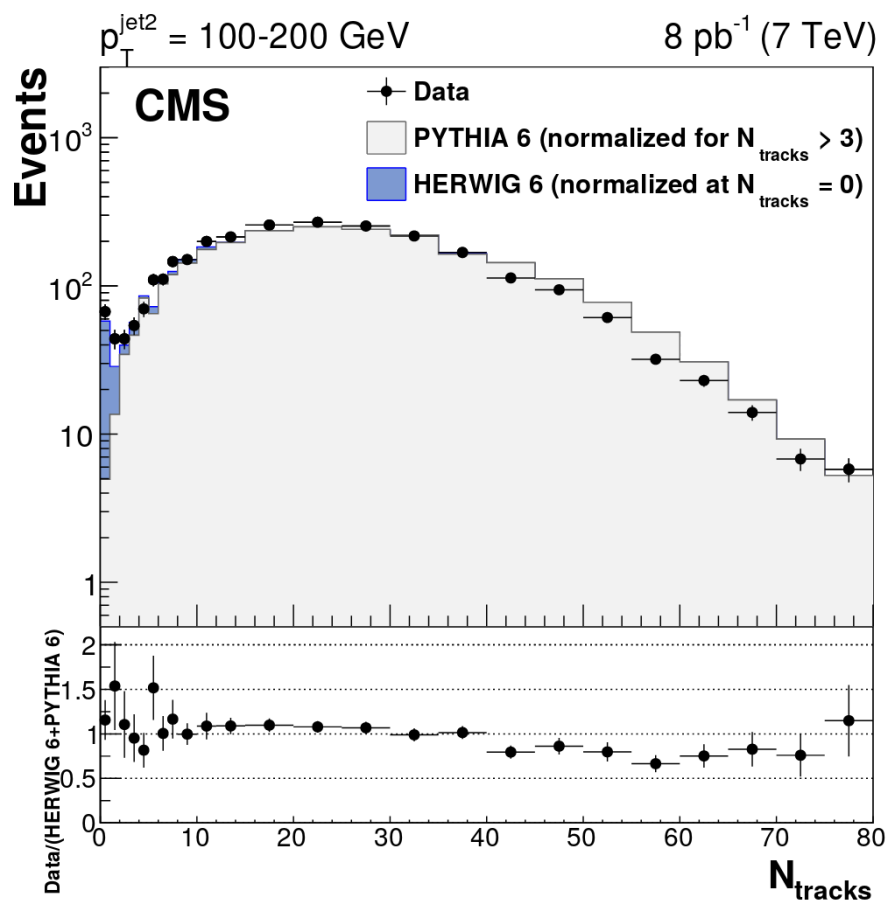 p_T^jet2 = 100-200 GeV 8 pb^-1 (7 TeV)
CMS
Data
PYTHIA 6 (normalized for N_tracks > 3)
HERWIG 6 (normalized at N_tracks = 0)
Events
10^3
10^2
10
1
Data/(HERWIG 6+PYTHIA 6)
2
1.5
1
0.5
0
0 10 20 30 40 50 60 70 80
N_tracks